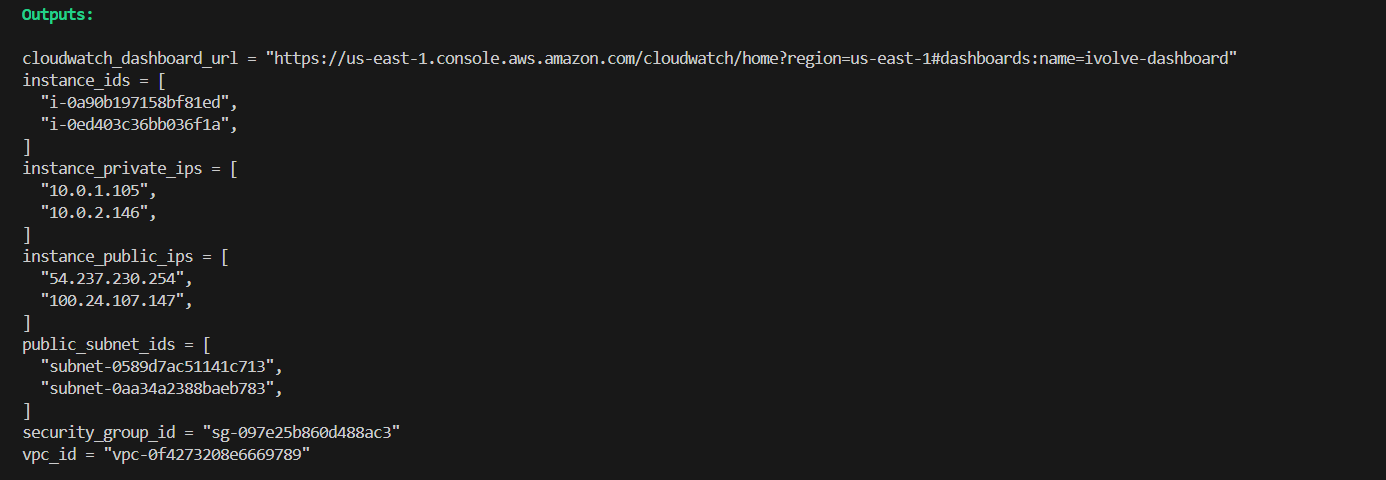 Outputs:
cloudwatch_dashboard_url = "https://us-east-1.console.aws.amazon.com/cloudwatch/home?region=us-east-1#dashboards:name=ivolve-dashboard"
instance_ids = [
  "i-0a90b197158bf81ed",
  "i-0ed403c36bb036f1a",
]
instance_private_ips = [
  "10.0.1.105",
  "10.0.2.146",
]
instance_public_ips = [
  "54.237.230.254",
  "100.24.107.147",
]
public_subnet_ids = [
  "subnet-0589d7ac51141c713",
  "subnet-0aa34a2388baeb783",
]
security_group_id = "sg-097e25b860d488ac3"
vpc_id = "vpc-0f4273208e6669789"